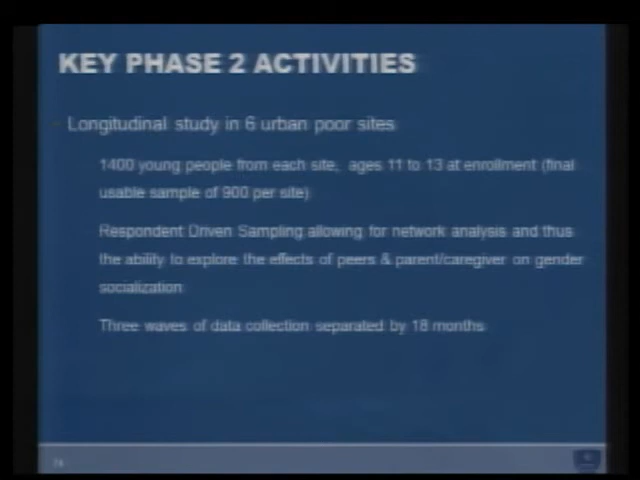 KEY PHASE 2 ACTIVITIES
Longitudinal study in 6 urban poor sites
1400 young people from each site, ages 11 to 13 at enrollment (final
usable sample of 900 per site)
Respondent Driven Sampling allowing for network analysis and thus
the ability to explore the effects of peers & parent/caregiver on gender
socialization
Three waves of data collection separated by 18 months